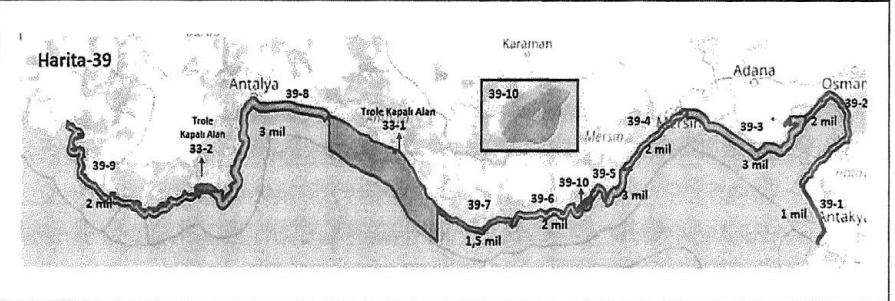 Harita-39
Karaman
Antalya
39-8
39-10
Adana
Osman
39-2
Trole
Kapalı Alan
33-2
Trole Kapalı Alan
33-1
3 mil
39-4
Mersin
Mersin
39-3
2 mil
3 mil
2 mil
39-9
2 mil
39-7
1,5 mil
39-6
2 mil
39-10
39-5
3 mil
39-1
1 mil
Antakya